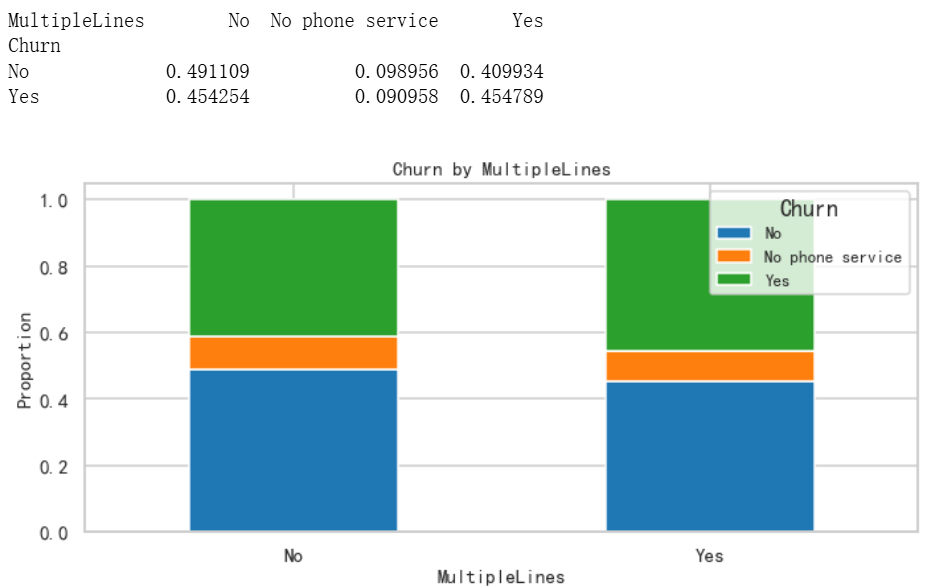 MultipleLines No No phone service Yes
Churn
No 0.491109 0.098956 0.409934
Yes 0.454254 0.090958 0.454789
Churn by MultipleLines
Churn
No
No phone service
Yes
Proportion
1.0
0.8
0.6
0.4
0.2
0.0
No Yes
MultipleLines